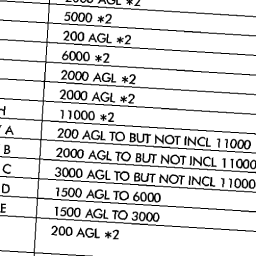 2000 AGL *2
5000 *2
200 AGL *2
6000 *2
2000 AGL *2
2000 AGL *2
H 11000 *2
A 200 AGL TO BUT NOT INCL 11000
B 2000 AGL TO BUT NOT INCL 11000
C 3000 AGL TO BUT NOT INCL 11000
D 1500 AGL TO 6000
E 1500 AGL TO 3000
200 AGL *2